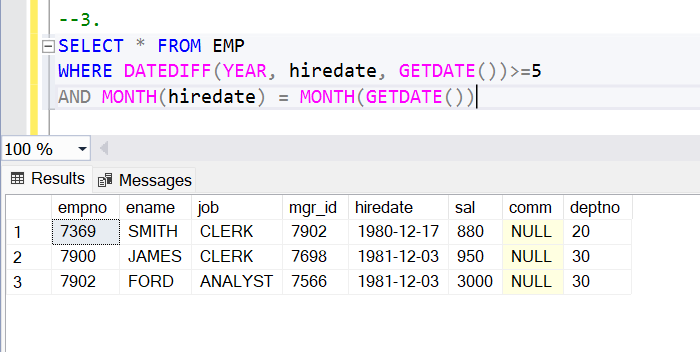 --3.
SELECT * FROM EMP
WHERE DATEDIFF(YEAR, hiredate, GETDATE())>=5
AND MONTH(hiredate) = MONTH(GETDATE())
100 %
Results Messages
empno ename job mgr_id hiredate sal comm deptno
1 7369 SMITH CLERK 7902 1980-12-17 880 NULL 20
2 7900 JAMES CLERK 7698 1981-12-03 950 NULL 30
3 7902 FORD ANALYST 7566 1981-12-03 3000 NULL 30